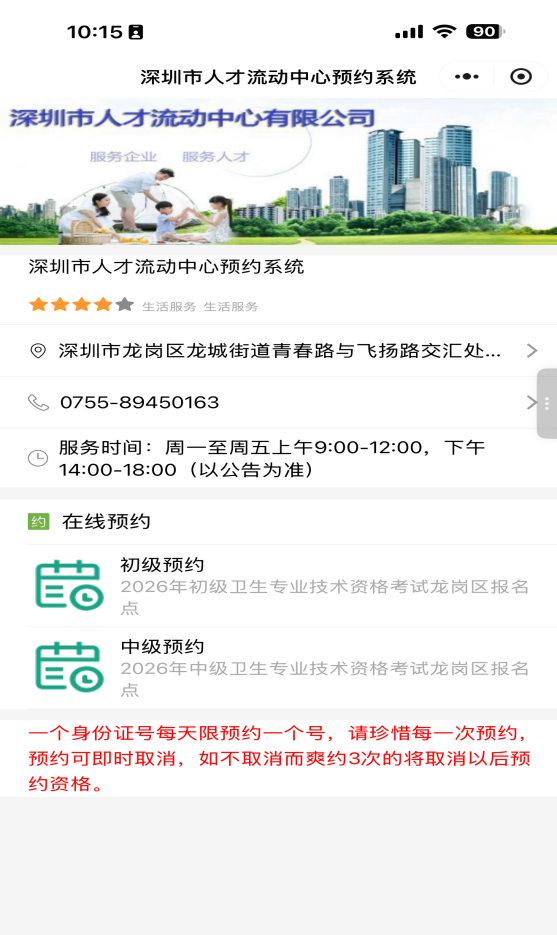 10:15
90
深圳市人才流动中心预约系统
深圳市人才流动中心有限公司
服务企业 服务人才
深圳市人才流动中心预约系统
生活服务 生活服务
深圳市龙岗区龙城街道青春路与飞扬路交汇处...
0755-89450163
服务时间：周一至周五上午9:00-12:00，下午
14:00-18:00（以公告为准）
约 在线预约
初级预约
2026年初级卫生专业技术资格考试龙岗区报名
点
中级预约
2026年中级卫生专业技术资格考试龙岗区报名
点
一个身份证号每天限预约一个号，请珍惜每一次预约，
预约可即时取消，如不取消而爽约3次的将取消以后预
约资格。